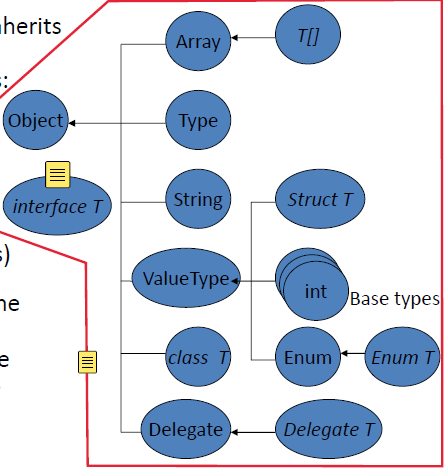 nherits
s:
Array
T[]
Object
Type
interface T
String
Struct T
s)
ValueType
int
Base types
ne
class T
Enum
Enum T
e
Delegate
Delegate T